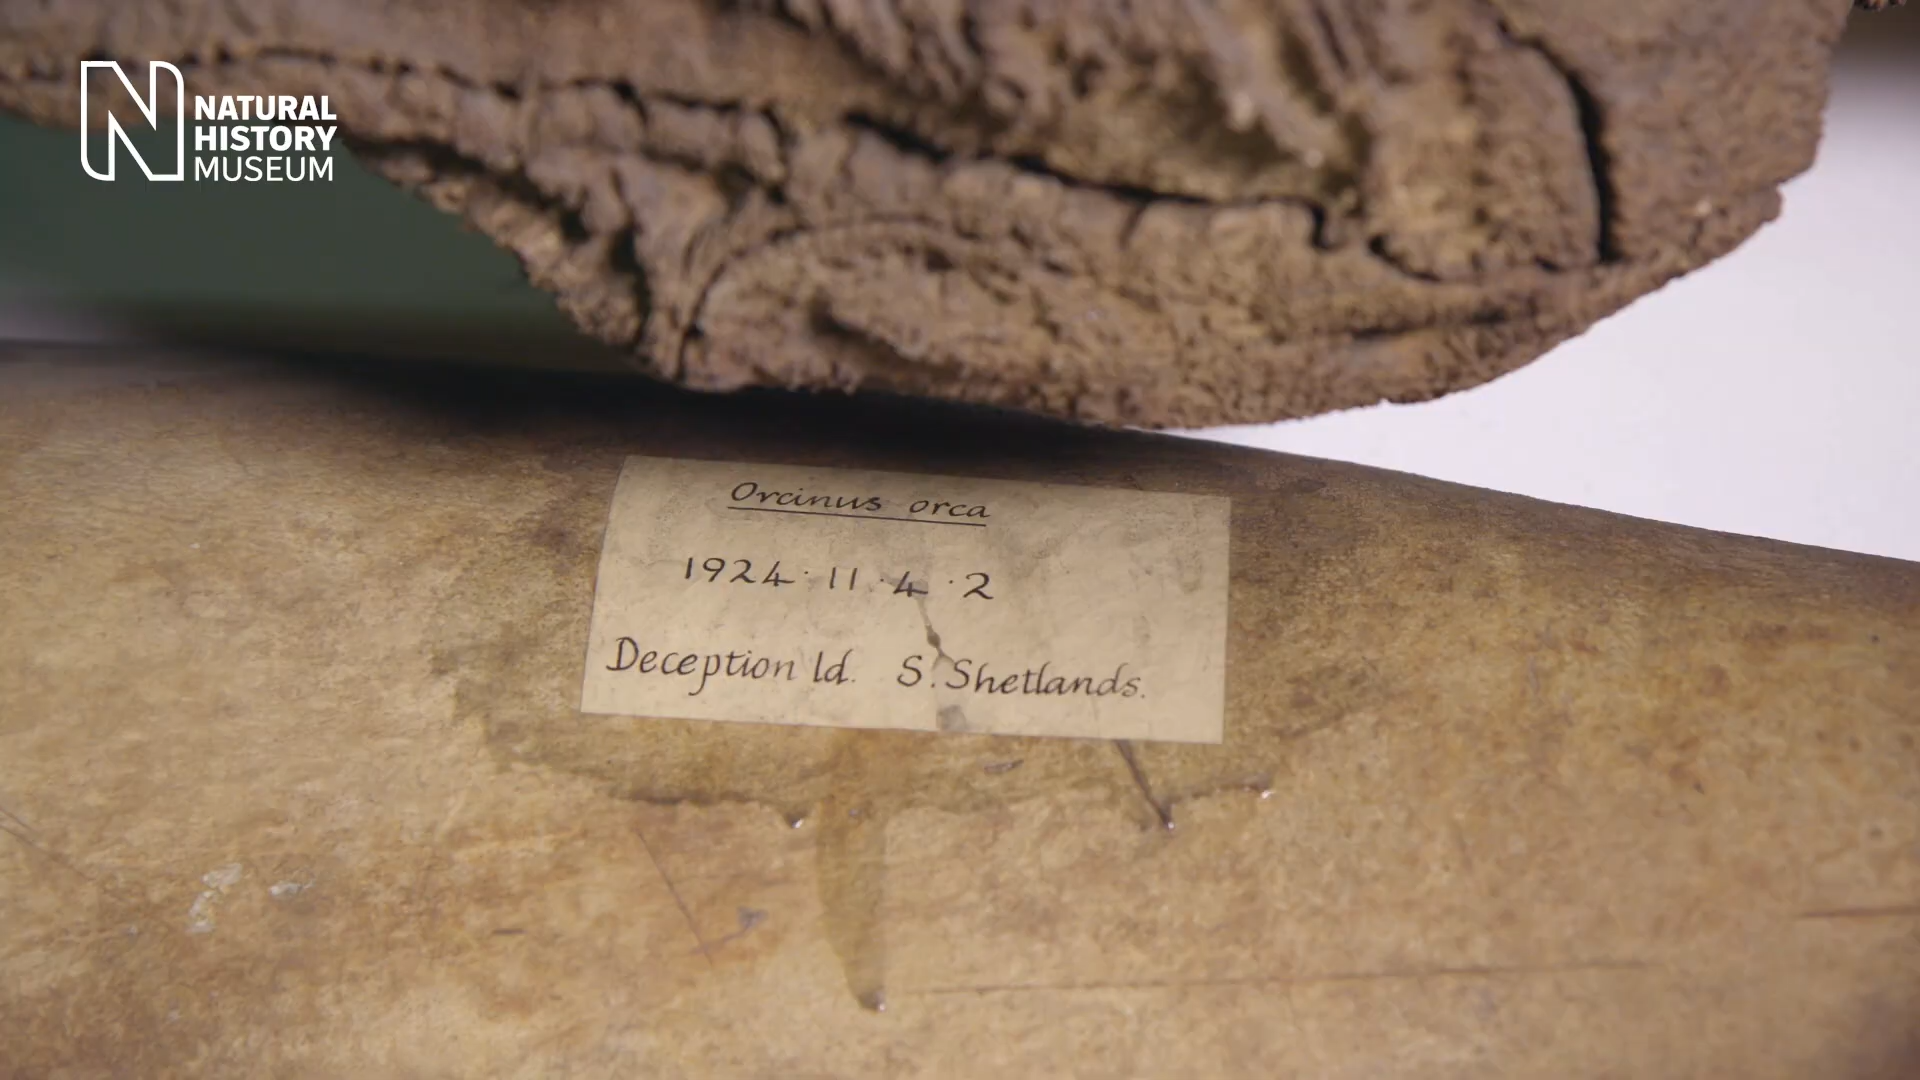 NATURAL
HISTORY
MUSEUM
Orcinus orca
1924·11·4·2
Deception Id. S. Shetlands.